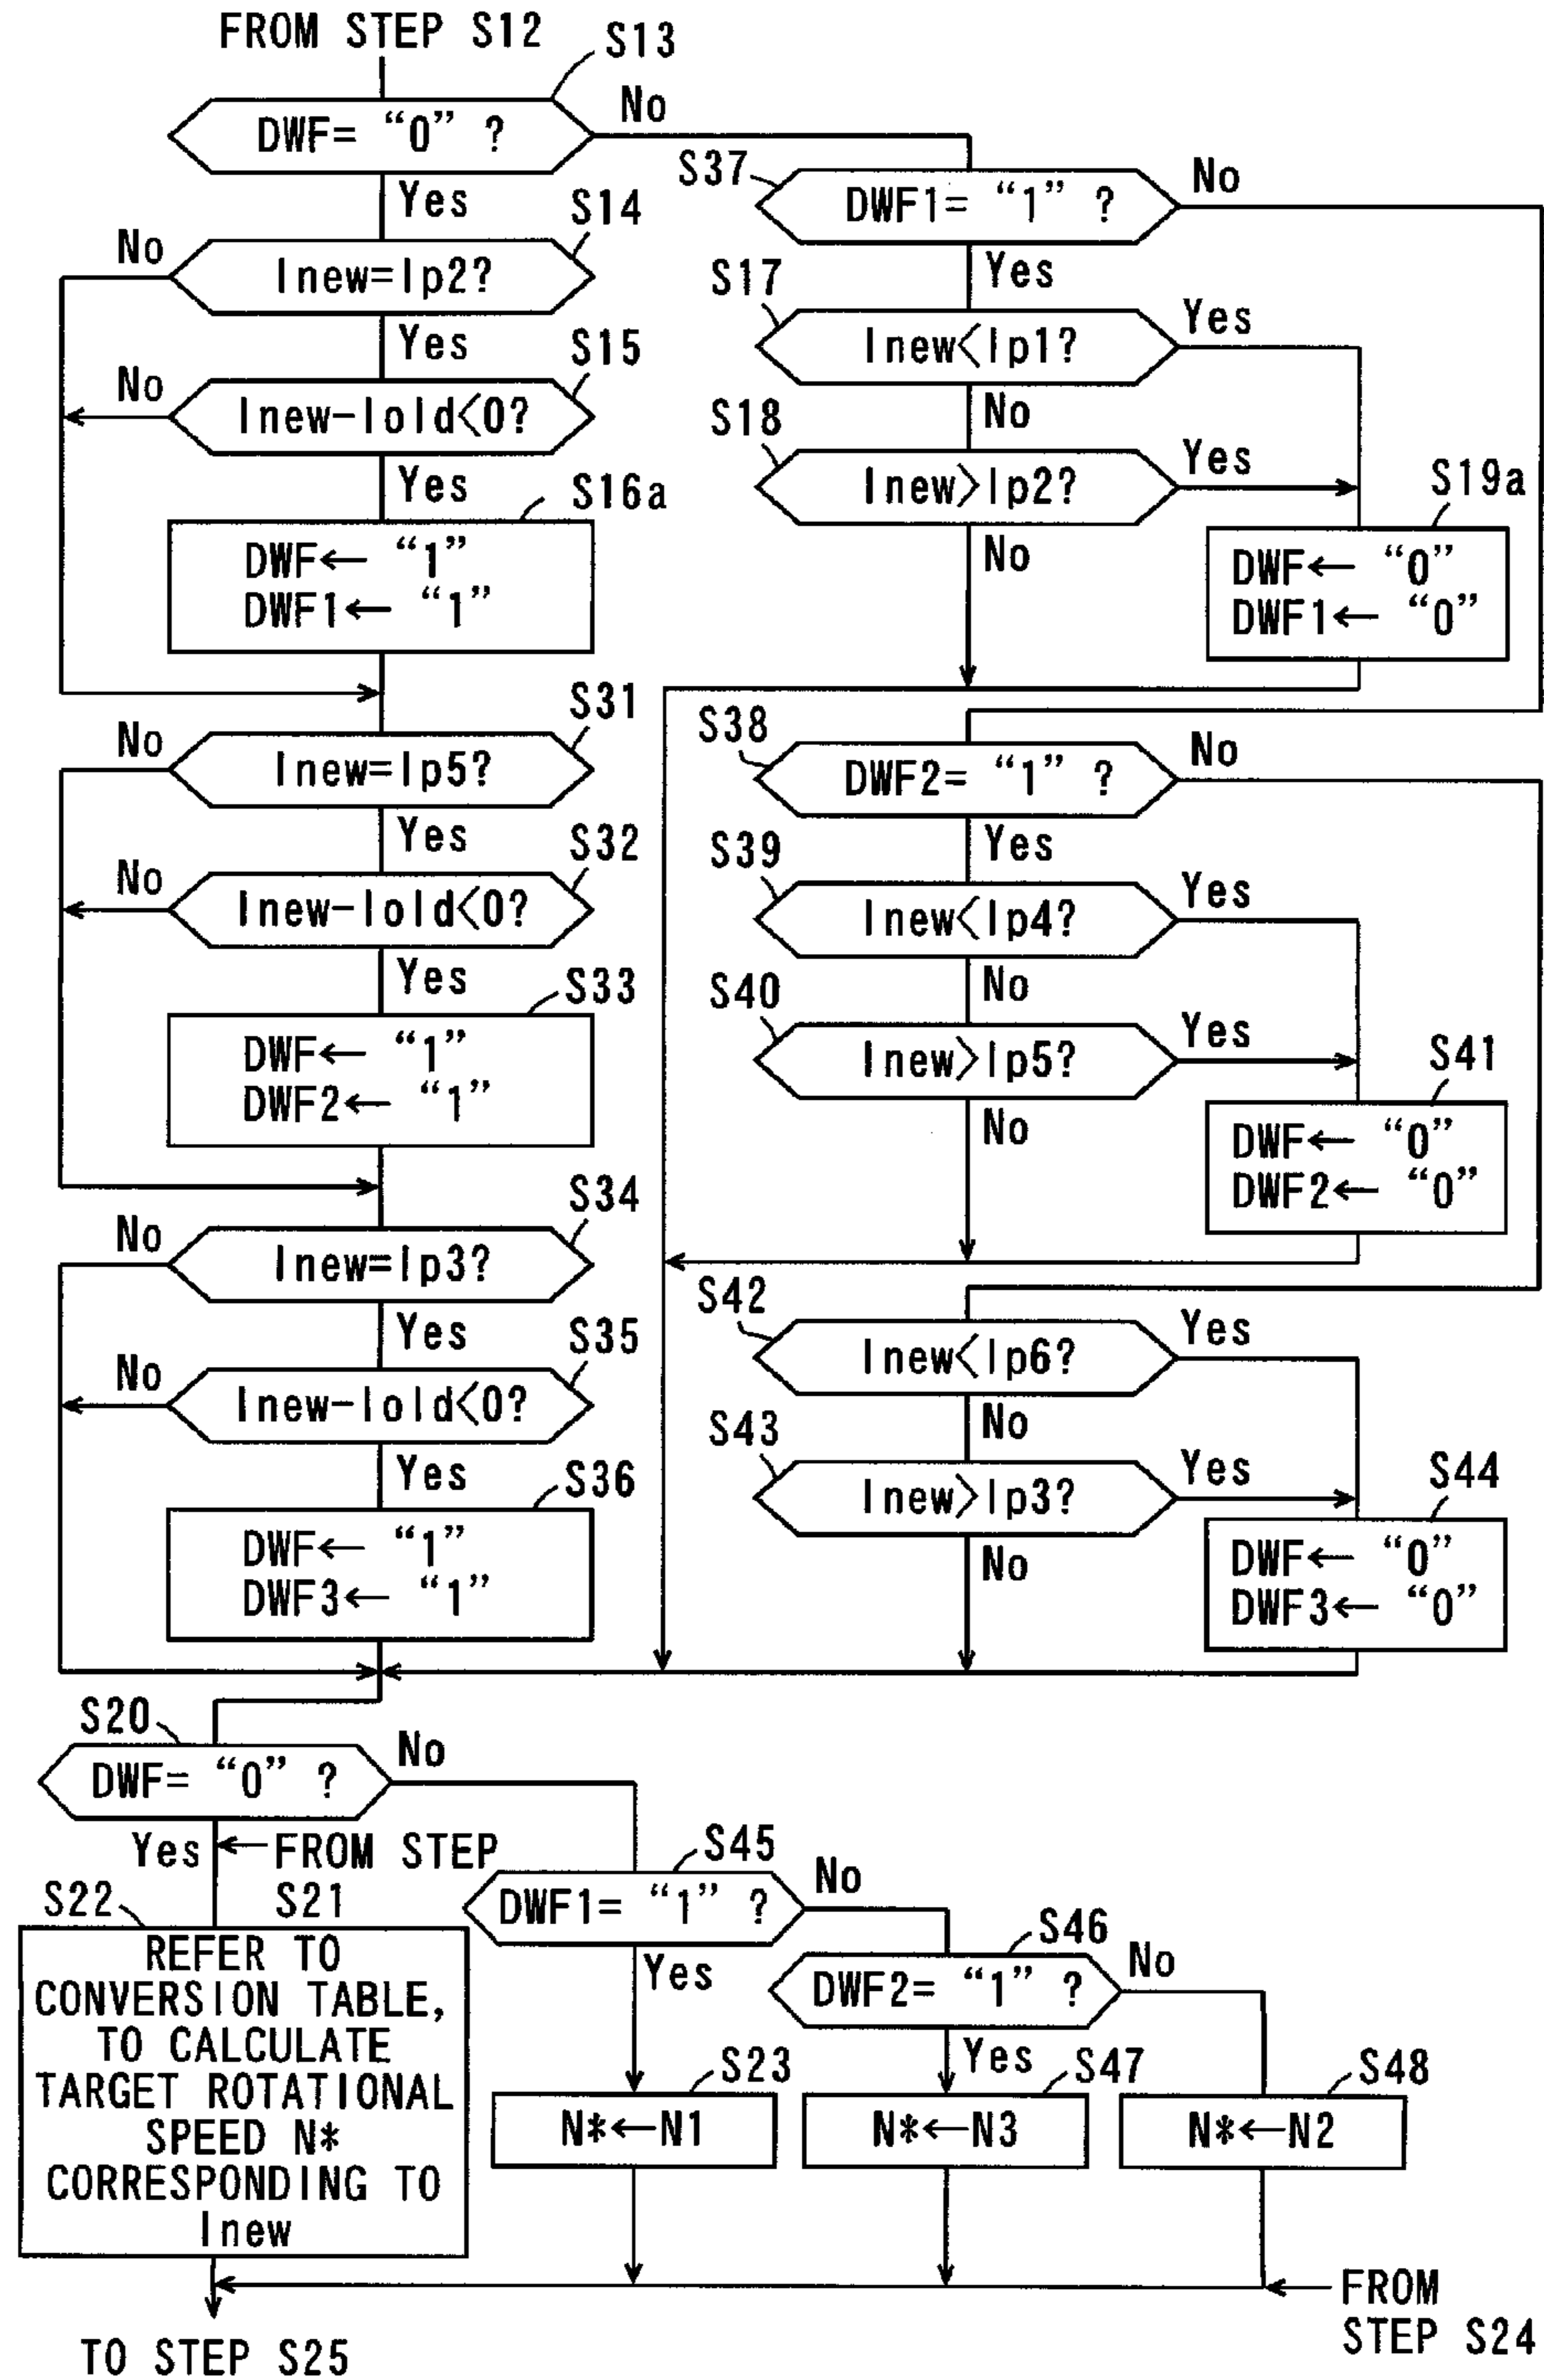 FROM STEP S12
S13
DWF= “0” ?
No
Yes
S37
DWF1= “1” ?
No
S14
No
Inew=Ip2?
Yes
S17
Yes
Inew<Ip1?
Yes
S15
No
Inew-Iold<0?
No
S18
Inew>Ip2?
Yes
Yes
S16a
No
S19a
DWF← “1”
DWF1← “1”
DWF← “0”
DWF1← “0”
S31
No
Inew=Ip5?
S38
DWF2= “1” ?
No
Yes
S32
No
Inew-Iold<0?
Yes
S39
Inew<Ip4?
Yes
Yes
S33
No
S40
Inew>Ip5?
Yes
DWF← “1”
DWF2← “1”
No
S41
DWF← “0”
DWF2← “0”
S34
No
Inew=Ip3?
S42
Inew<Ip6?
Yes
Yes
S35
No
Inew-Iold<0?
No
S43
Inew>Ip3?
Yes
Yes
S36
No
S44
DWF← “1”
DWF3← “1”
DWF← “0”
DWF3← “0”
S20
DWF= “0” ?
No
Yes
FROM STEP
S21
S45
DWF1= “1” ?
No
S22
Yes
S46
DWF2= “1” ?
No
Yes
REFER TO
CONVERSION TABLE,
TO CALCULATE
TARGET ROTATIONAL
SPEED N*
CORRESPONDING TO
Inew
S23
N*←N1
S47
N*←N3
S48
N*←N2
FROM
STEP S24
TO STEP S25